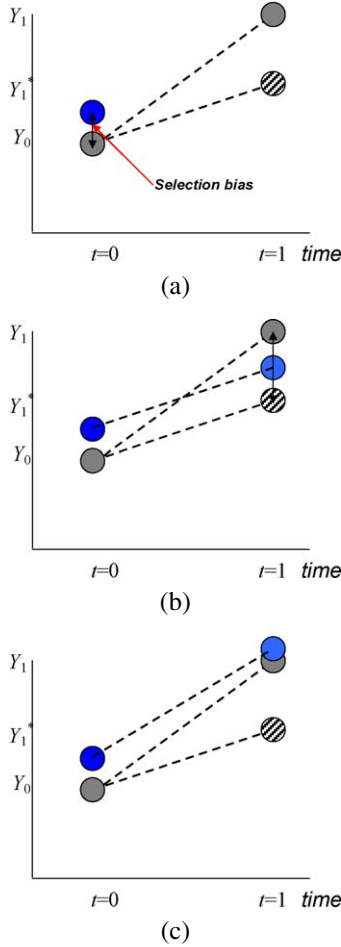 Y₁
Y₁*
Y₀
Selection bias
t=0 t=1 time
(a)
Y₁
Y₁*
Y₀
t=0 t=1 time
(b)
Y₁
Y₁*
Y₀
t=0 t=1 time
(c)